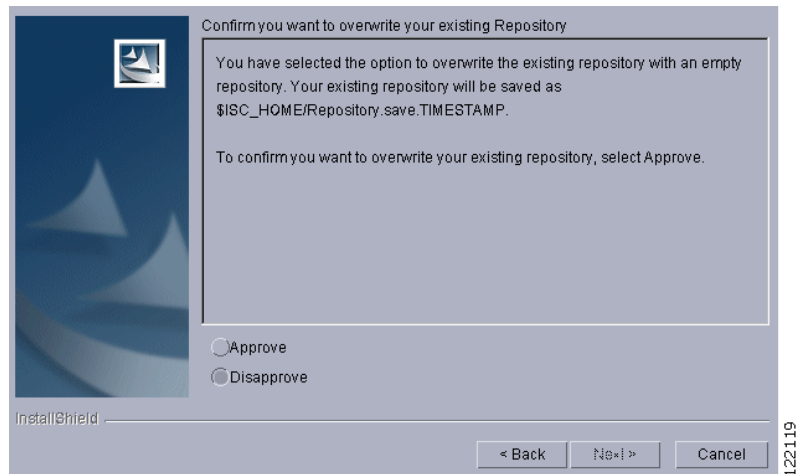 Confirm you want to overwrite your existing Repository
You have selected the option to overwrite the existing repository with an empty
repository. Your existing repository will be saved as
$ISC_HOME/Repository.save.TIMESTAMP.
To confirm you want to overwrite your existing repository, select Approve.
Approve
Disapprove
InstallShield
< Back
Next >
Cancel
122119